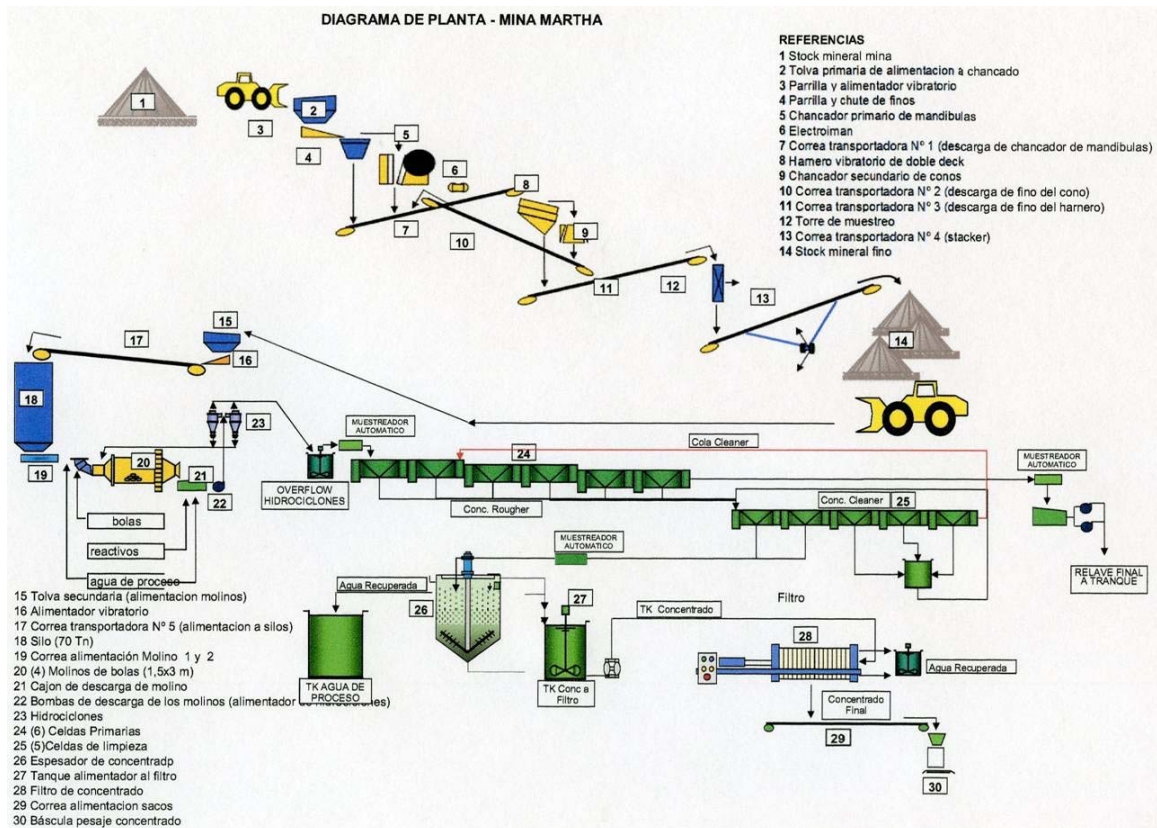 DIAGRAMA DE PLANTA - MINA MARTHA
REFERENCIAS
1 Stock mineral mina
2 Tolva primaria de alimentacion a chancado
3 Parrilla y alimentador vibratorio
4 Parrilla y chute de finos
5 Chancador primario de mandibulas
6 Electroiman
7 Correa transportadora Nº 1 (descarga de chancador de mandibulas)
8 Harnero vibratorio de doble deck
9 Chancador secundario de conos
10 Correa transportadora Nº 2 (descarga de fino del cono)
11 Correa transportadora Nº 3 (descarga de fino del harnero)
12 Torre de muestreo
13 Correa transportadora Nº 4 (stacker)
14 Stock mineral fino
1
2
3
4
5
6
7
8
9
10
11
12
13
14
15
16
17
18
19
20
21
22
23
MUESTREADOR
AUTOMATICO
24
Cola Cleaner
MUESTREADOR
AUTOMATICO
OVERFLOW
HIDROCICLONES
Conc. Rougher
Conc. Cleaner
25
bolas
reactivos
agua de proceso
MUESTREADOR
AUTOMATICO
RELAVE FINAL
A TRANQUE
Agua Recuperada
26
27
TK Concentrado
Filtro
28
Agua Recuperada
TK AGUA DE
PROCESO
TK Conc a
Filtro
Concentrado
Final
29
30
15 Tolva secundaria (alimentacion molinos)
16 Alimentador vibratorio
17 Correa transportadora Nº 5 (alimentacion a silos)
18 Silo (70 Tn)
19 Correa alimentación Molino 1 y 2
20 (4) Molinos de bolas (1,5x3 m)
21 Cajon de descarga de molino
22 Bombas de descarga de los molinos (alimentador de hidrociclones)
23 Hidrociclones
24 (6) Celdas Primarias
25 (5)Celdas de limpieza
26 Espesador de concentradp
27 Tanque alimentador al filtro
28 Filtro de concentrado
29 Correa alimentacion sacos
30 Báscula pesaje concentrado